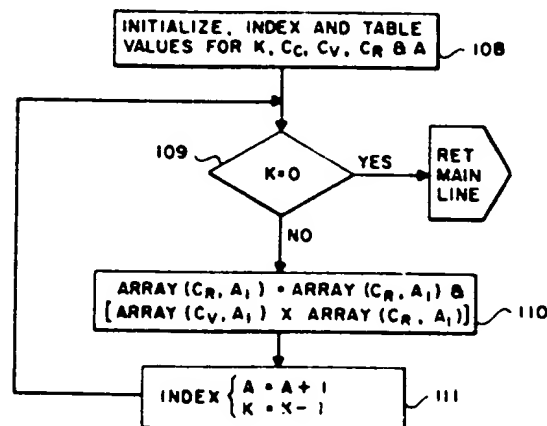 INITIALIZE, INDEX AND TABLE
VALUES FOR K, CC, CV, CR & A
108
109
K=0
YES
RET
MAIN
LINE
NO
ARRAY (CR, A1) = ARRAY (CR, A1) &
[ARRAY (CV, A1) X ARRAY (CR, A1)]
110
INDEX { A = A + 1
K = K - 1
111